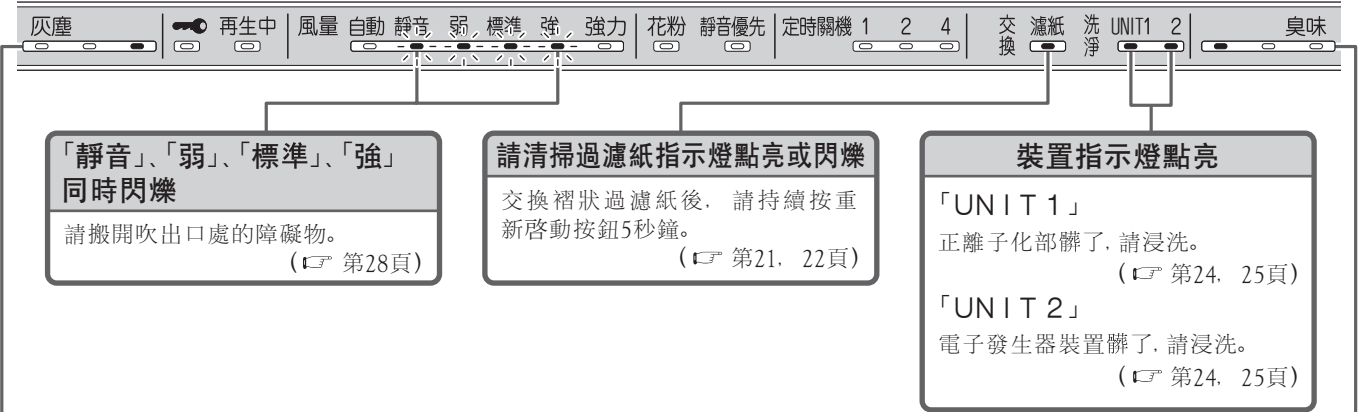 灰塵 再生中 風量 自動 靜音 弱 標準 強 強力 花粉 靜音優先 定時關機 1 2 4 交換 濾紙 洗淨 UNIT1 2 臭味
「靜音」、「弱」、「標準」、「強」
同時閃爍
請搬開吹出口處的障礙物。
(☞ 第28頁)
請清掃過濾紙指示燈點亮或閃爍
交換褶狀過濾紙後, 請持續按重
新啓動按鈕5秒鐘。
(☞ 第21, 22頁)
裝置指示燈點亮
「UNIT1」
正離子化部髒了, 請浸洗。
(☞ 第24, 25頁)
「UNIT2」
電子發生器裝置髒了, 請浸洗。
(☞ 第24, 25頁)